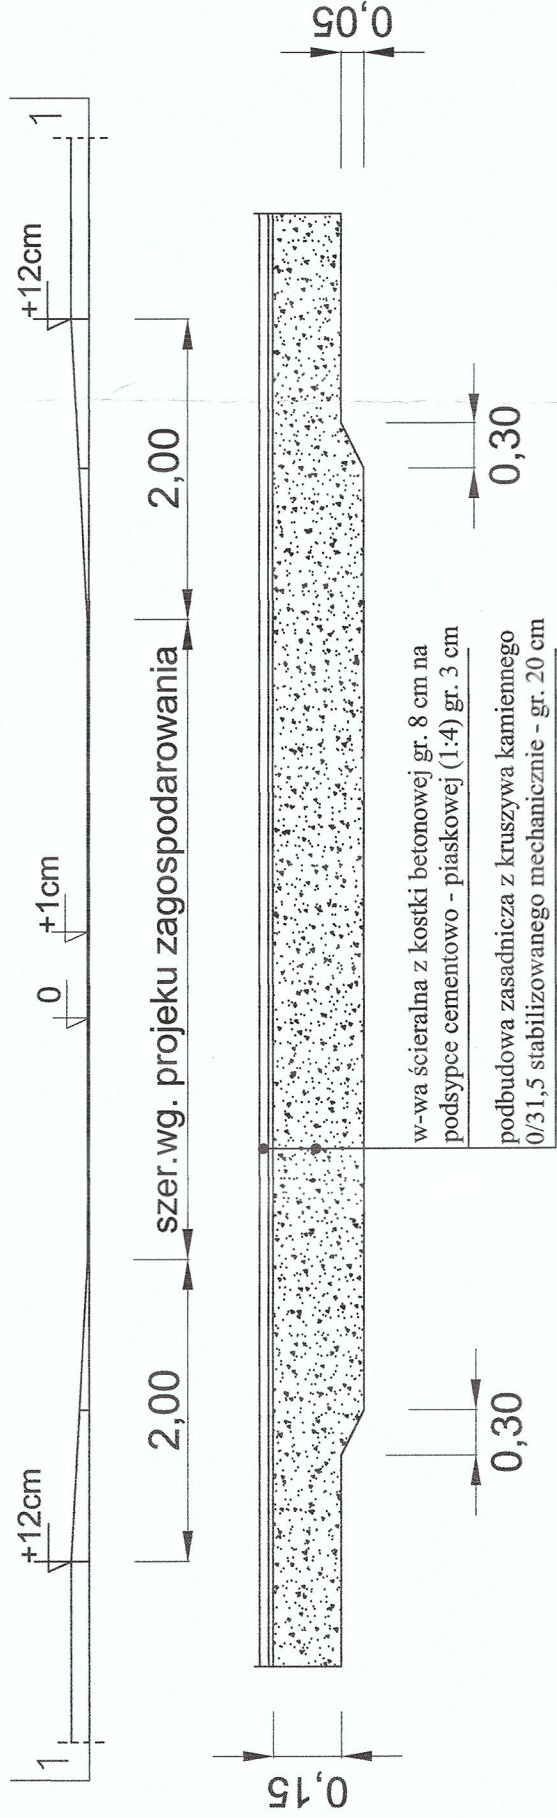 1
+12cm
0
+1cm
+12cm
1
2,00
szer.wg. projeku zagospodarowania
2,00
0,15
0,05
0,30
0,30
w-wa ścieralna z kostki betonowej gr. 8 cm na
podsypce cementowo - piaskowej (1:4) gr. 3 cm
podbudowa zasadnicza z kruszywa kamiennego
0/31,5 stabilizowanego mechanicznie - gr. 20 cm